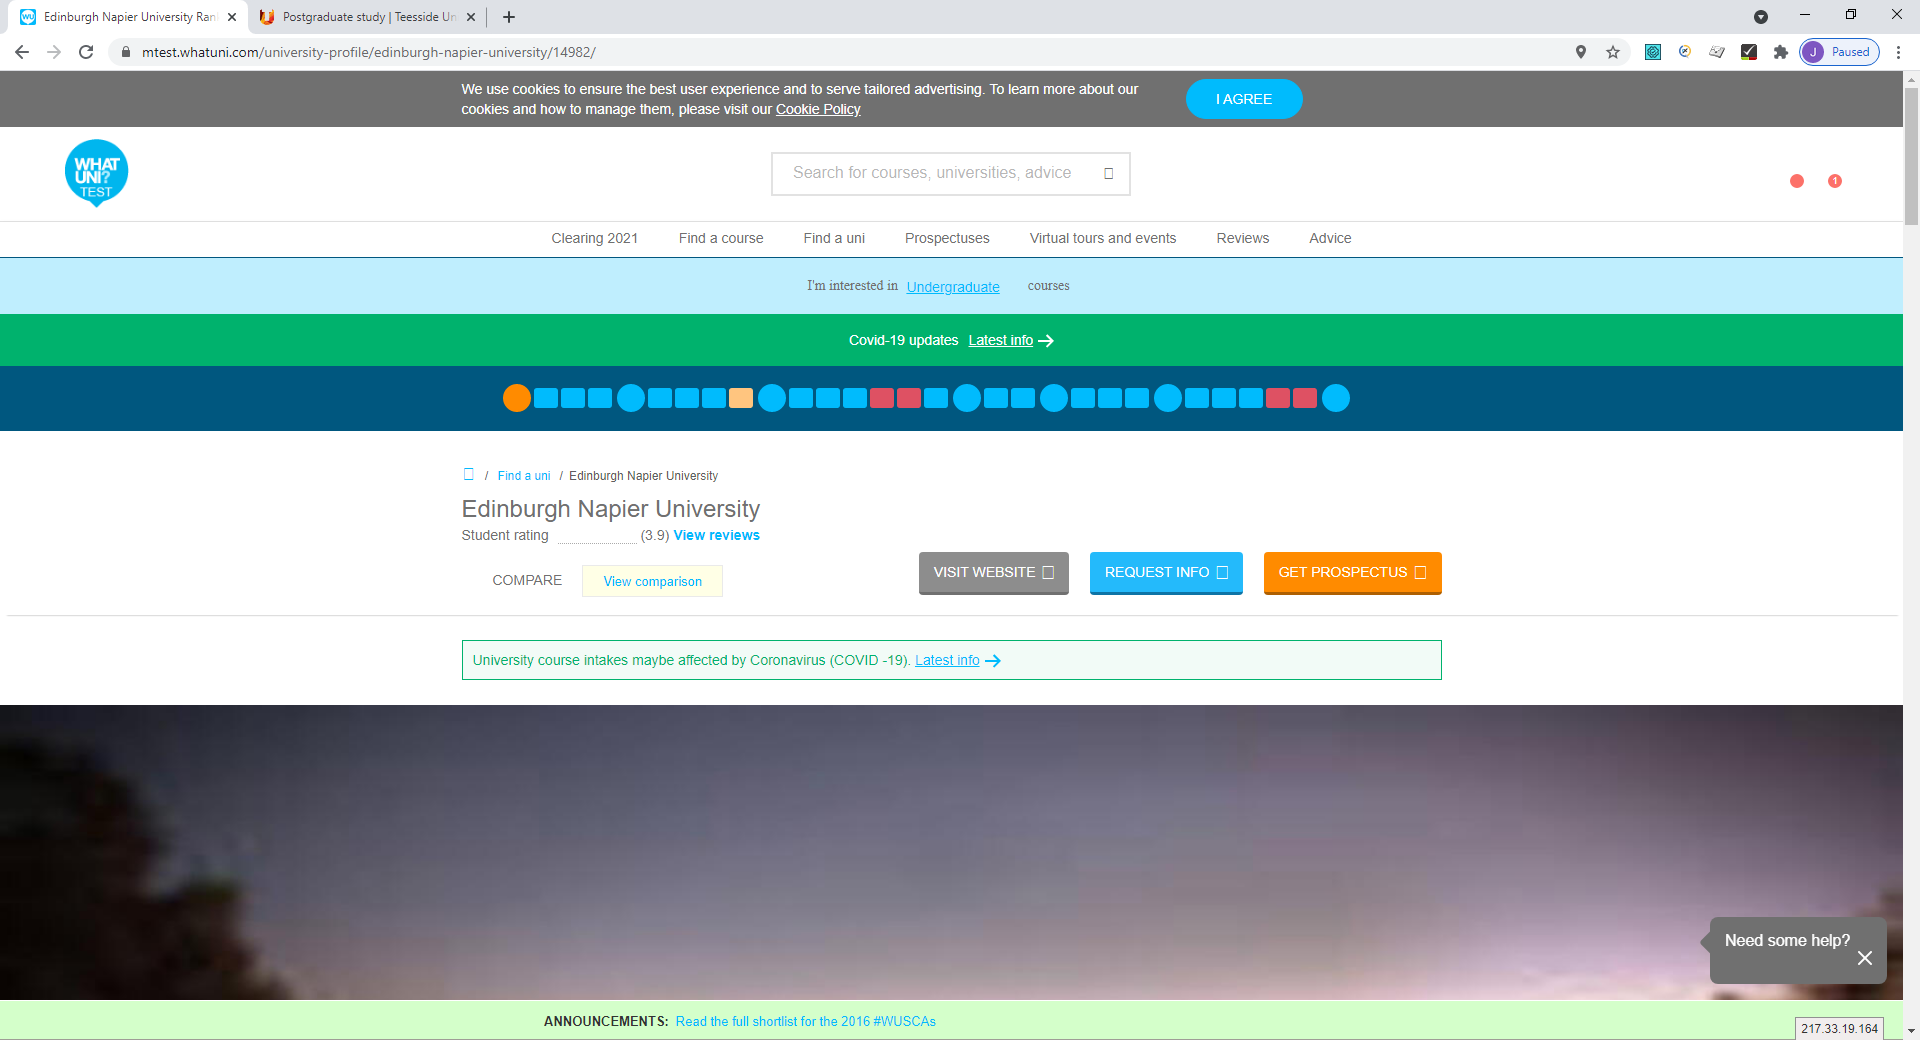 Edinburgh Napier University Ran
Postgraduate study | Teesside Un
mtest.whatuni.com/university-profile/edinburgh-napier-university/14982/
J Paused
We use cookies to ensure the best user experience and to serve tailored advertising. To learn more about our
cookies and how to manage them, please visit our Cookie Policy
I AGREE
WHAT
UNI?
TEST
Search for courses, universities, advice
1
Clearing 2021 Find a course Find a uni Prospectuses Virtual tours and events Reviews Advice
I'm interested in Undergraduate courses
Covid-19 updates Latest info
/ Find a uni / Edinburgh Napier University
Edinburgh Napier University
Student rating (3.9) View reviews
COMPARE View comparison
VISIT WEBSITE REQUEST INFO GET PROSPECTUS
University course intakes maybe affected by Coronavirus (COVID -19). Latest info
Need some help?
ANNOUNCEMENTS: Read the full shortlist for the 2016 #WUSCAs
217.33.19.164